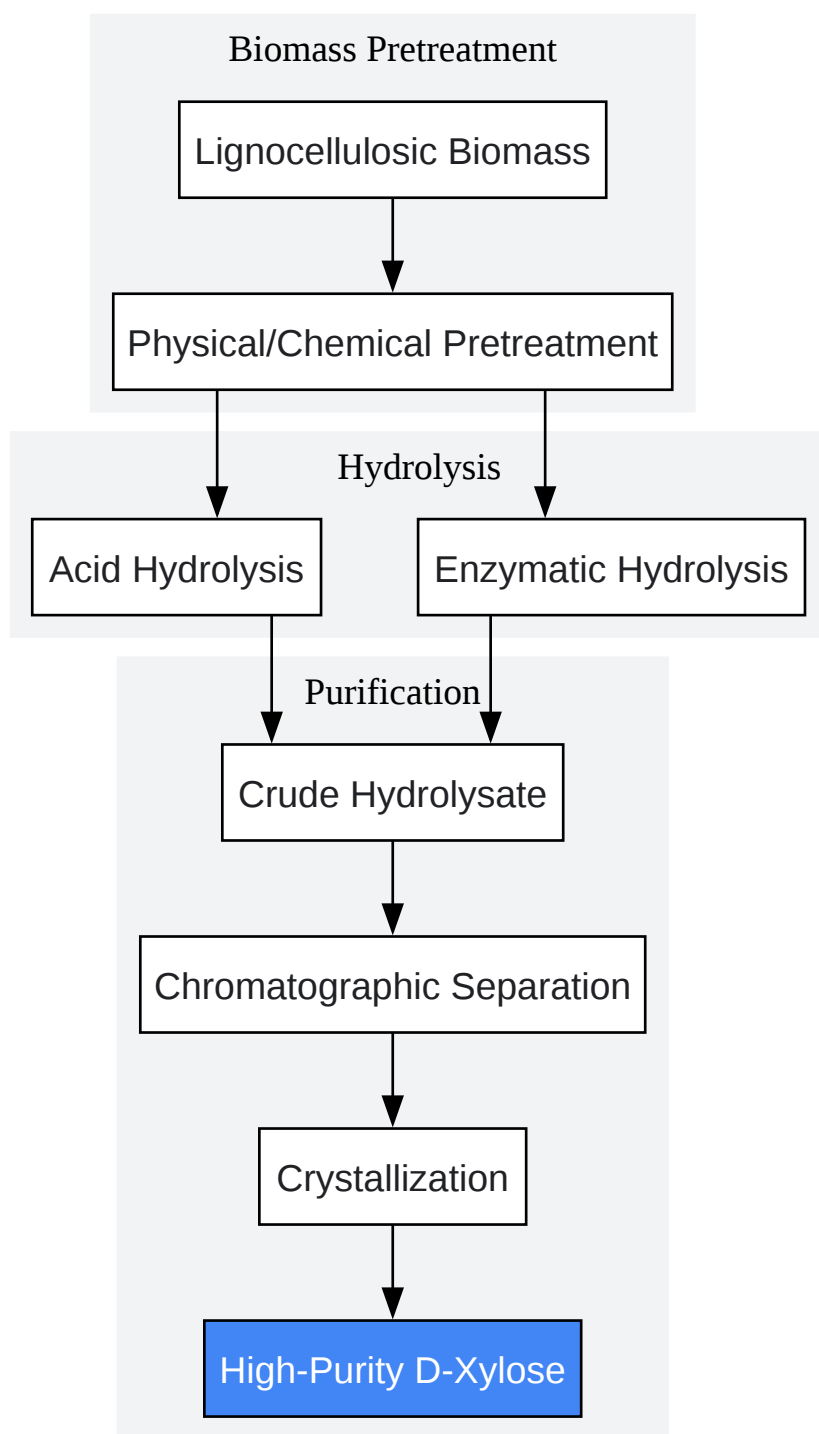 Biomass Pretreatment
Lignocellulosic Biomass
Physical/Chemical Pretreatment
Hydrolysis
Acid Hydrolysis
Enzymatic Hydrolysis
Purification
Crude Hydrolysate
Chromatographic Separation
Crystallization
High-Purity D-Xylose